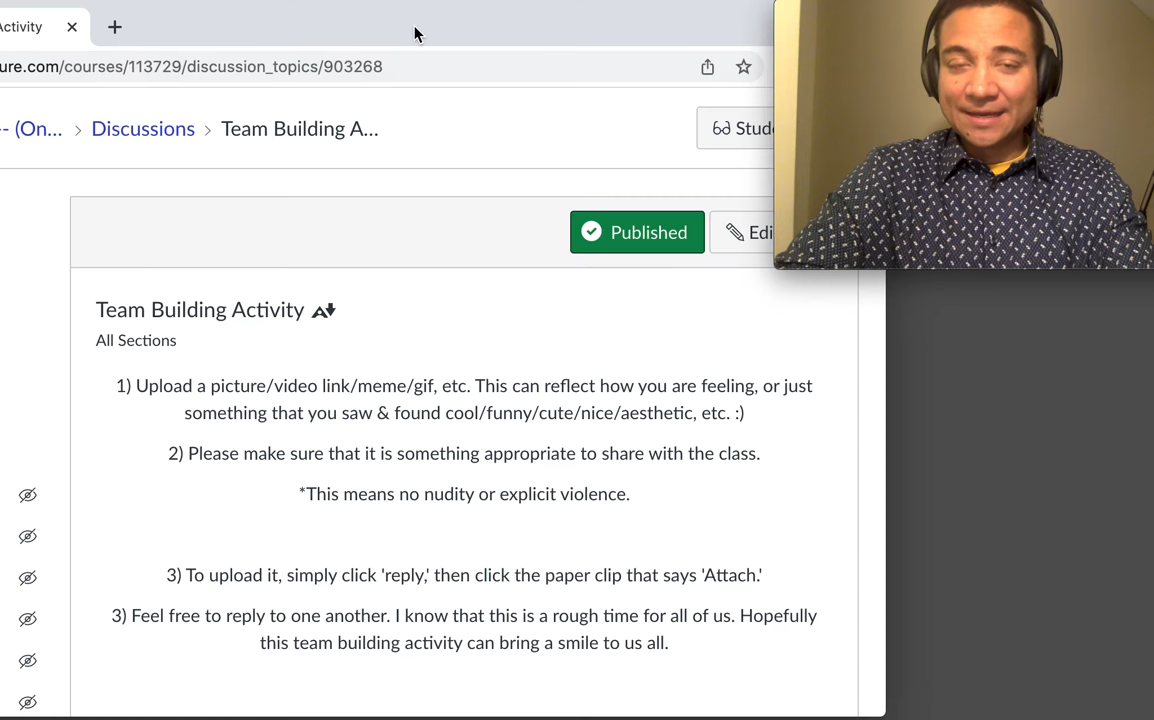 Activity
ure.com/courses/113729/discussion_topics/903268
-- (On... > Discussions > Team Building A...
Stud
Published
Edi
Team Building Activity
All Sections
1) Upload a picture/video link/meme/gif, etc. This can reflect how you are feeling, or just
something that you saw & found cool/funny/cute/nice/aesthetic, etc. :)
2) Please make sure that it is something appropriate to share with the class.
*This means no nudity or explicit violence.
3) To upload it, simply click 'reply,' then click the paper clip that says 'Attach.'
3) Feel free to reply to one another. I know that this is a rough time for all of us. Hopefully
this team building activity can bring a smile to us all.